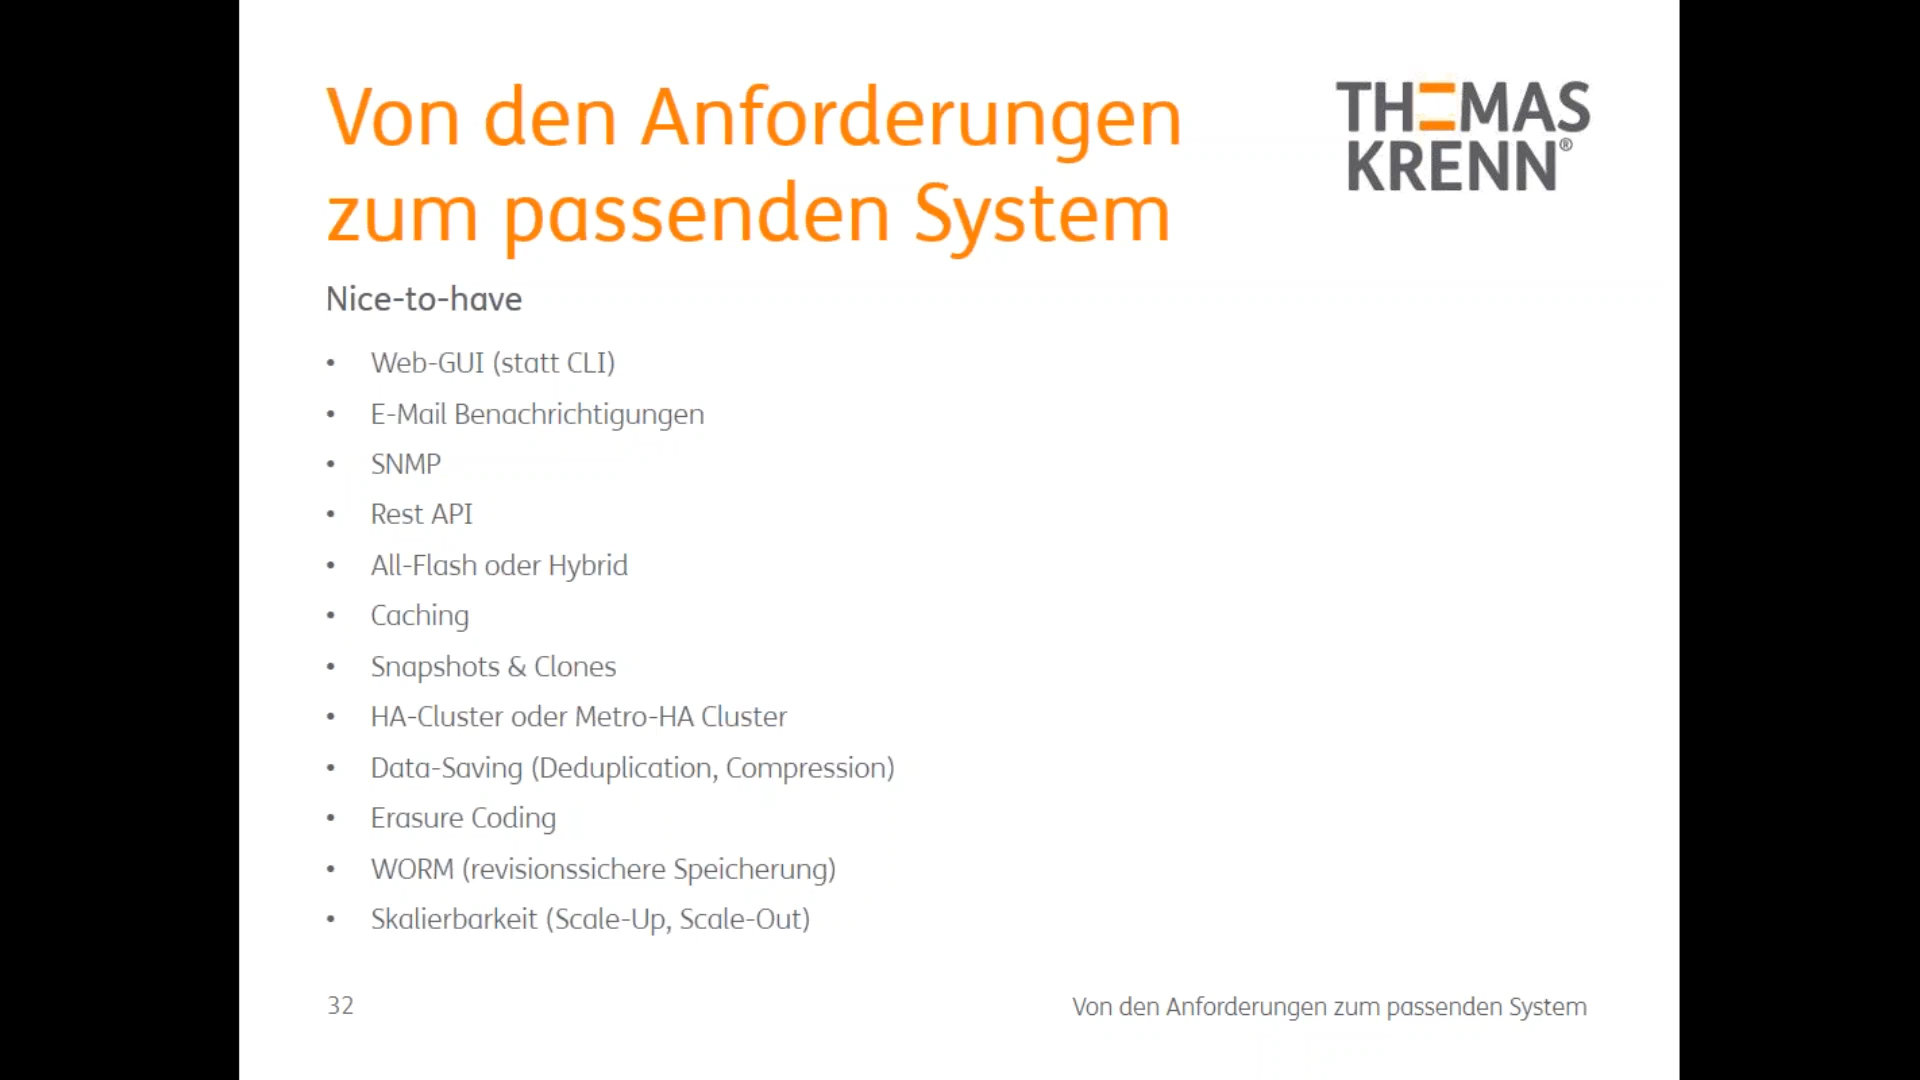 Von den Anforderungen
zum passenden System
THOMAS
KRENN®
Nice-to-have
• Web-GUI (statt CLI)
• E-Mail Benachrichtigungen
• SNMP
• Rest API
• All-Flash oder Hybrid
• Caching
• Snapshots & Clones
• HA-Cluster oder Metro-HA Cluster
• Data-Saving (Deduplication, Compression)
• Erasure Coding
• WORM (revisionssichere Speicherung)
• Skalierbarkeit (Scale-Up, Scale-Out)
32
Von den Anforderungen zum passenden System